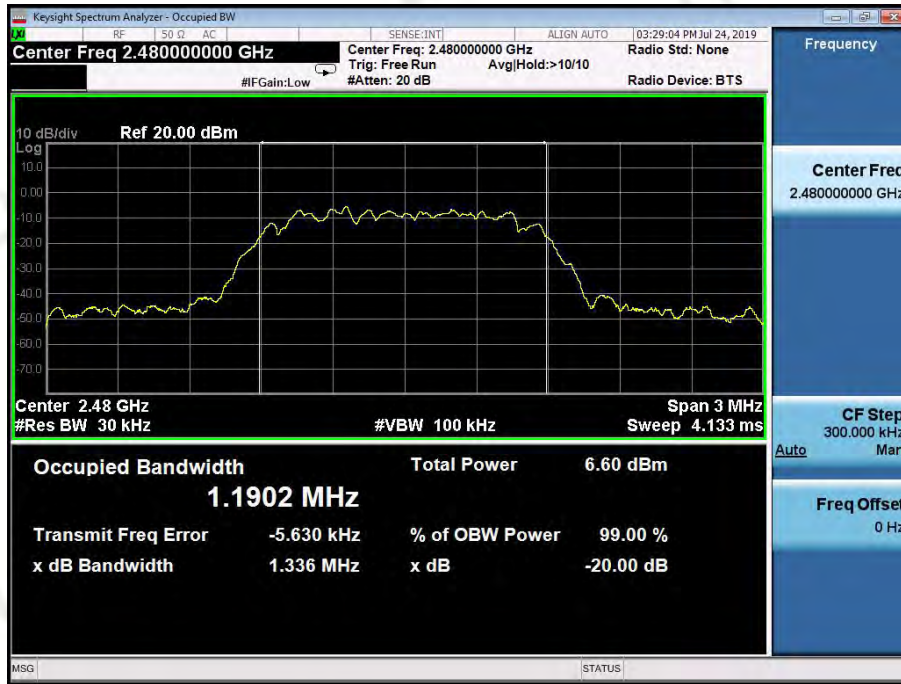 Keysight Spectrum Analyzer - Occupied BW
LXI RF 50 Ω AC SENSE:INT ALIGN AUTO 03:29:04 PM Jul 24, 2019
Center Freq 2.480000000 GHz
Center Freq: 2.480000000 GHz Radio Std: None
Trig: Free Run Avg|Hold:>10/10
#IFGain:Low #Atten: 20 dB Radio Device: BTS
Frequency
10 dB/div Ref 20.00 dBm
Log
10.0
0.00
-10.0
-20.0
-30.0
-40.0
-50.0
-60.0
-70.0
Center 2.48 GHz Span 3 MHz
#Res BW 30 kHz #VBW 100 kHz Sweep 4.133 ms
Center Freq
2.480000000 GHz
CF Step
300.000 kHz
Auto Man
Freq Offset
0 Hz
Occupied Bandwidth Total Power 6.60 dBm
1.1902 MHz
Transmit Freq Error -5.630 kHz % of OBW Power 99.00 %
x dB Bandwidth 1.336 MHz x dB -20.00 dB
MSG STATUS